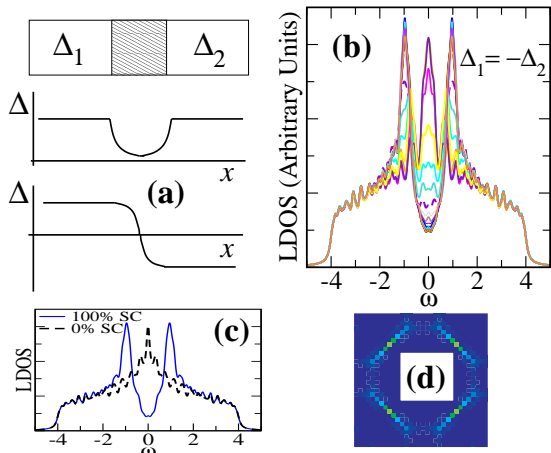 Δ₁ Δ₂
Δ
x
(a)
Δ
x
(b)
Δ₁ = −Δ₂
LDOS (Arbitrary Units)
-4 -2 0 2 4
ω
100% SC
0% SC
(c)
LDOS
-4 -2 0 2 4
ω
(d)